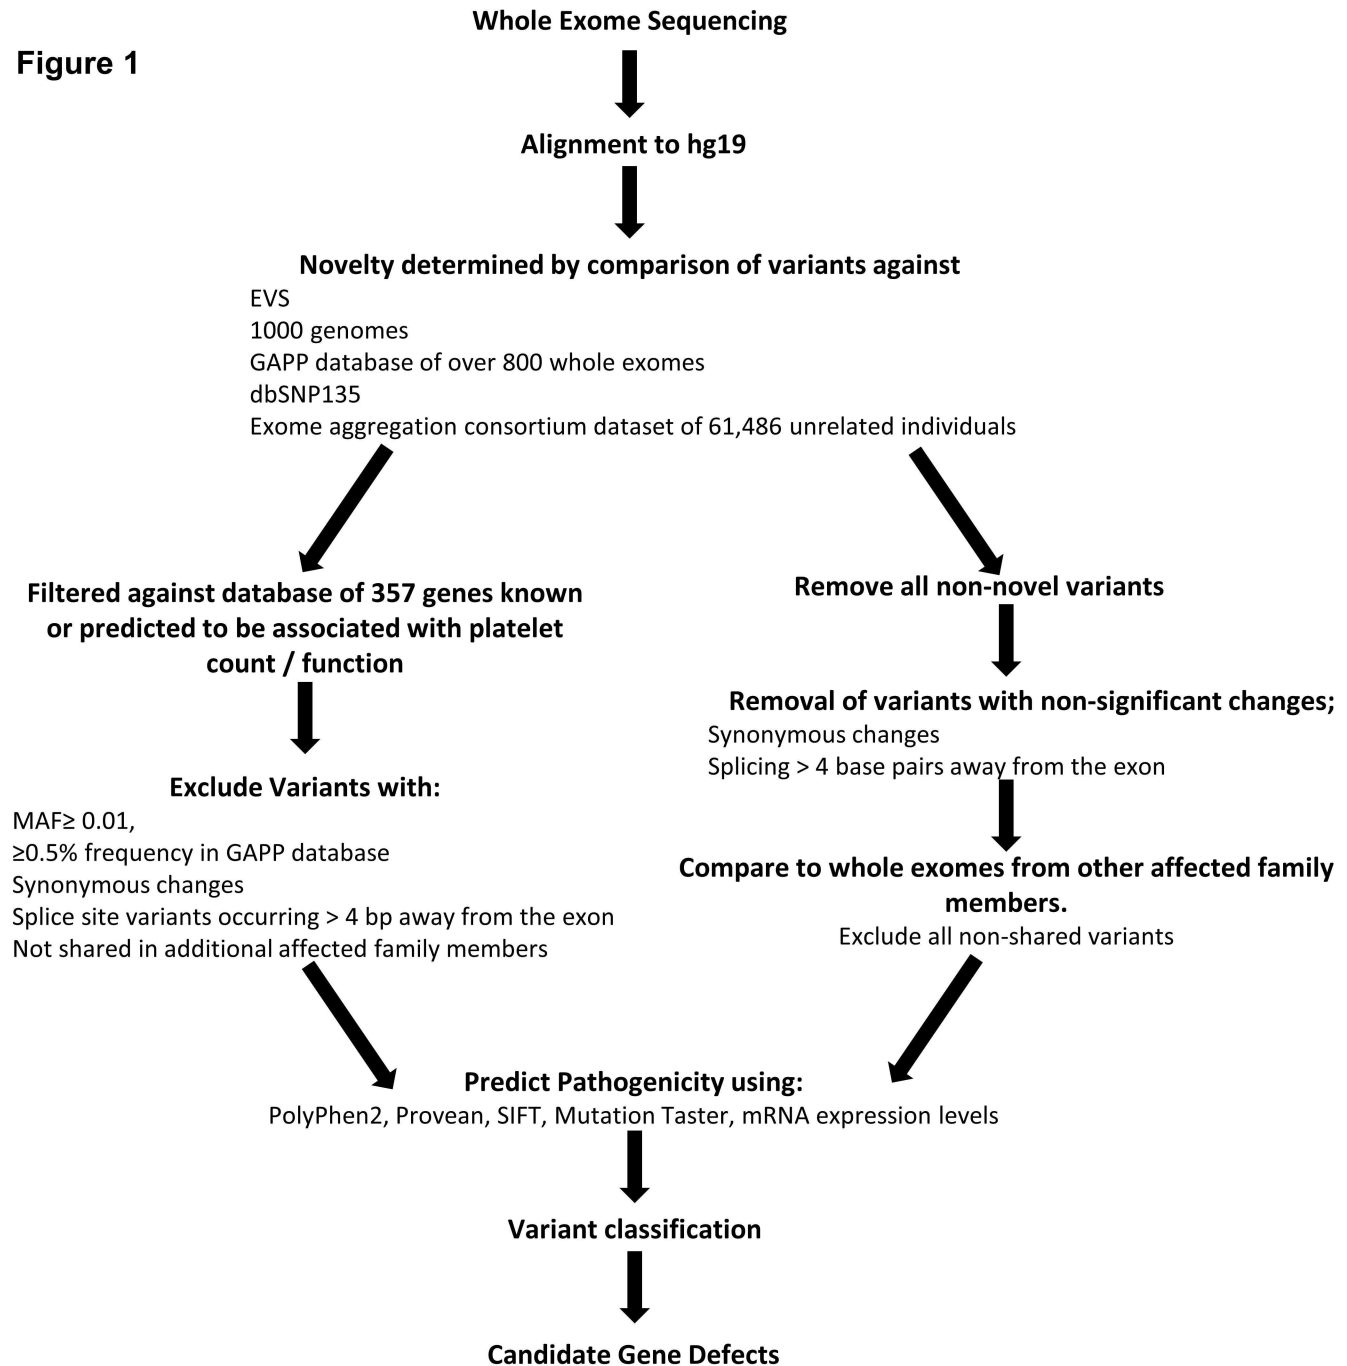 Whole Exome Sequencing
Figure 1
Alignment to hg19
Novelty determined by comparison of variants against
EVS
1000 genomes
GAPP database of over 800 whole exomes
dbSNP135
Exome aggregation consortium dataset of 61,486 unrelated individuals
Filtered against database of 357 genes known
or predicted to be associated with platelet
count / function
Exclude Variants with:
MAF≥ 0.01,
≥0.5% frequency in GAPP database
Synonymous changes
Splice site variants occurring > 4 bp away from the exon
Not shared in additional affected family members
Remove all non-novel variants
Removal of variants with non-significant changes;
Synonymous changes
Splicing > 4 base pairs away from the exon
Compare to whole exomes from other affected family
members.
Exclude all non-shared variants
Predict Pathogenicity using:
PolyPhen2, Provean, SIFT, Mutation Taster, mRNA expression levels
Variant classification
Candidate Gene Defects